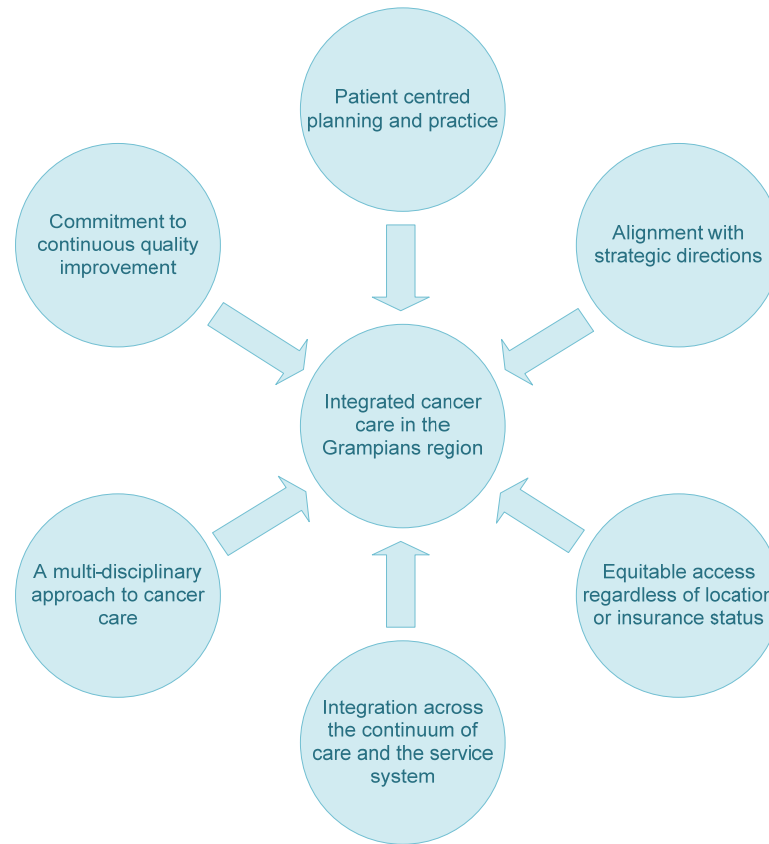 Patient centred
planning and practice
Commitment to
continuous quality
improvement
Alignment with
strategic directions
Integrated cancer
care in the
Grampians region
A multi-disciplinary
approach to cancer
care
Equitable access
regardless of location
or insurance status
Integration across
the continuum of
care and the service
system